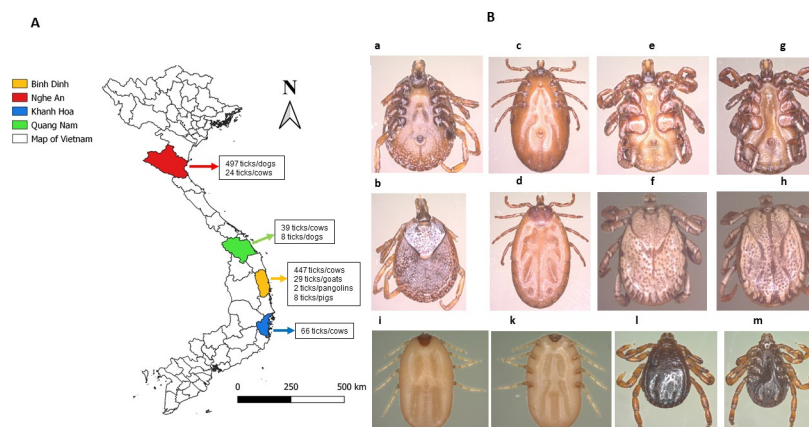 A
B
Binh Dinh
Nghe An
Khanh Hoa
Quang Nam
Map of Vietnam
N
497 ticks/dogs
24 ticks/cows
39 ticks/cows
8 ticks/dogs
447 ticks/cows
29 ticks/goats
2 ticks/pangolins
8 ticks/pigs
66 ticks/cows
0 250 500 km
a c e g
b d f h
i k l m